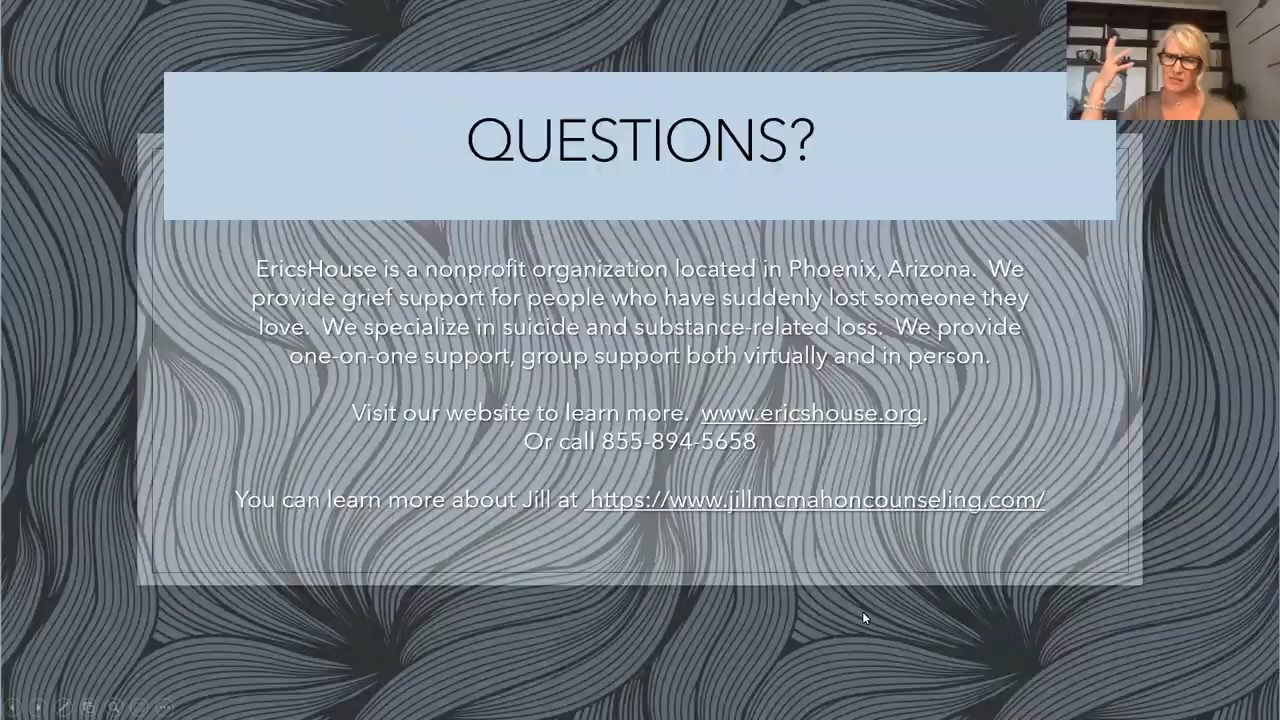 QUESTIONS?
EricsHouse is a nonprofit organization located in Phoenix, Arizona.  We
provide grief support for people who have suddenly lost someone they
love.  We specialize in suicide and substance-related loss.  We provide
one-on-one support, group support both virtually and in person.
Visit our website to learn more.  www.ericshouse.org.
Or call 855-894-5658
You can learn more about Jill at  https://www.jillmcmahoncounseling.com/